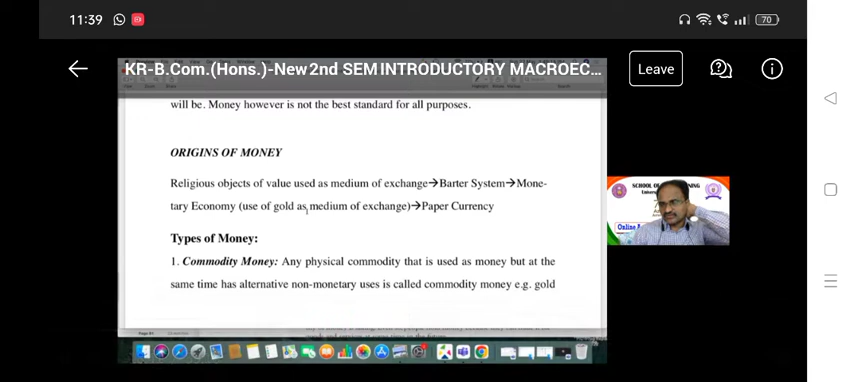 11:39
70
KR-B.Com.(Hons.)-New 2nd SEM INTRODUCTORY MACROEC...
Leave
will be. Money however is not the best standard for all purposes.
ORIGINS OF MONEY
Religious objects of value used as medium of exchange→Barter System→Mone-
tary Economy (use of gold as medium of exchange)→Paper Currency
Types of Money:
1. Commodity Money: Any physical commodity that is used as money but at the
same time has alternative non-monetary uses is called commodity money e.g. gold
SCHOOL OF